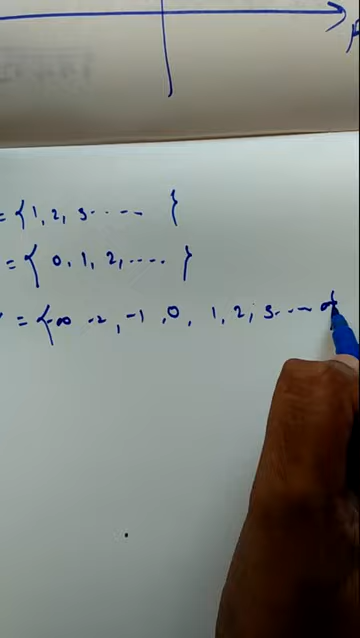 = { 1, 2, 3 ..... }
= { 0, 1, 2, .... }
= { -∞ -2, -1, 0, 1, 2, 3 ..... ∞